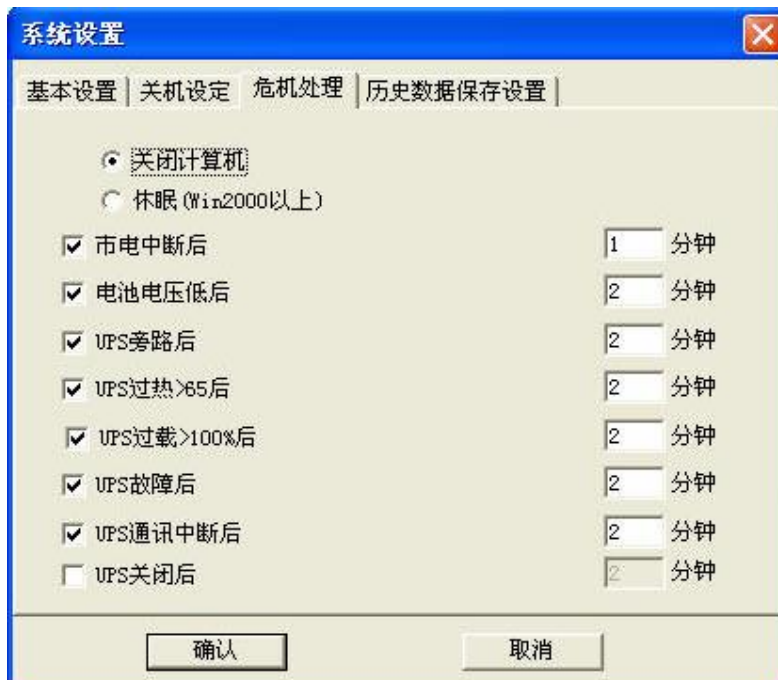 系统设置
基本设置 关机设定 危机处理 历史数据保存设置
关闭计算机
休眠(Win2000以上)
市电中断后 1 分钟
电池电压低后 2 分钟
UPS旁路后 2 分钟
UPS过热>65后 2 分钟
UPS过载>100%后 2 分钟
UPS故障后 2 分钟
UPS通讯中断后 2 分钟
UPS关闭后 2 分钟
确认 取消